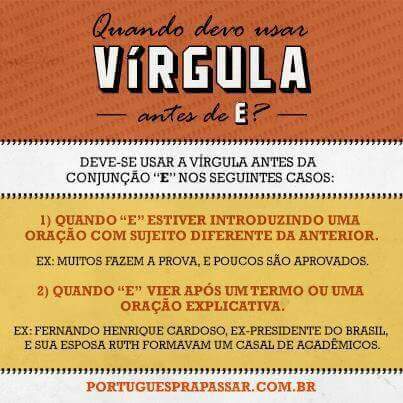 Quando devo usar
VÍRGULA
antes de E?
DEVE-SE USAR A VÍRGULA ANTES DA
CONJUNÇÃO “E” NOS SEGUINTES CASOS:
1) QUANDO “E” ESTIVER INTRODUZINDO UMA
ORAÇÃO COM SUJEITO DIFERENTE DA ANTERIOR.
EX: MUITOS FAZEM A PROVA, E POUCOS SÃO APROVADOS.
2) QUANDO “E” VIER APÓS UM TERMO OU UMA
ORAÇÃO EXPLICATIVA.
EX: FERNANDO HENRIQUE CARDOSO, EX-PRESIDENTE DO BRASIL,
E SUA ESPOSA RUTH FORMAVAM UM CASAL DE ACADÊMICOS.
PORTUGUESPRAPASSAR.COM.BR